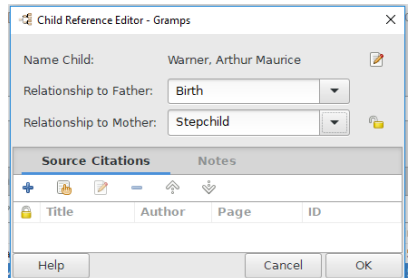 Child Reference Editor - Gramps
Name Child: Warner, Arthur Maurice
Relationship to Father: Birth
Relationship to Mother: Stepchild
Source Citations Notes
Title Author Page ID
Help Cancel OK